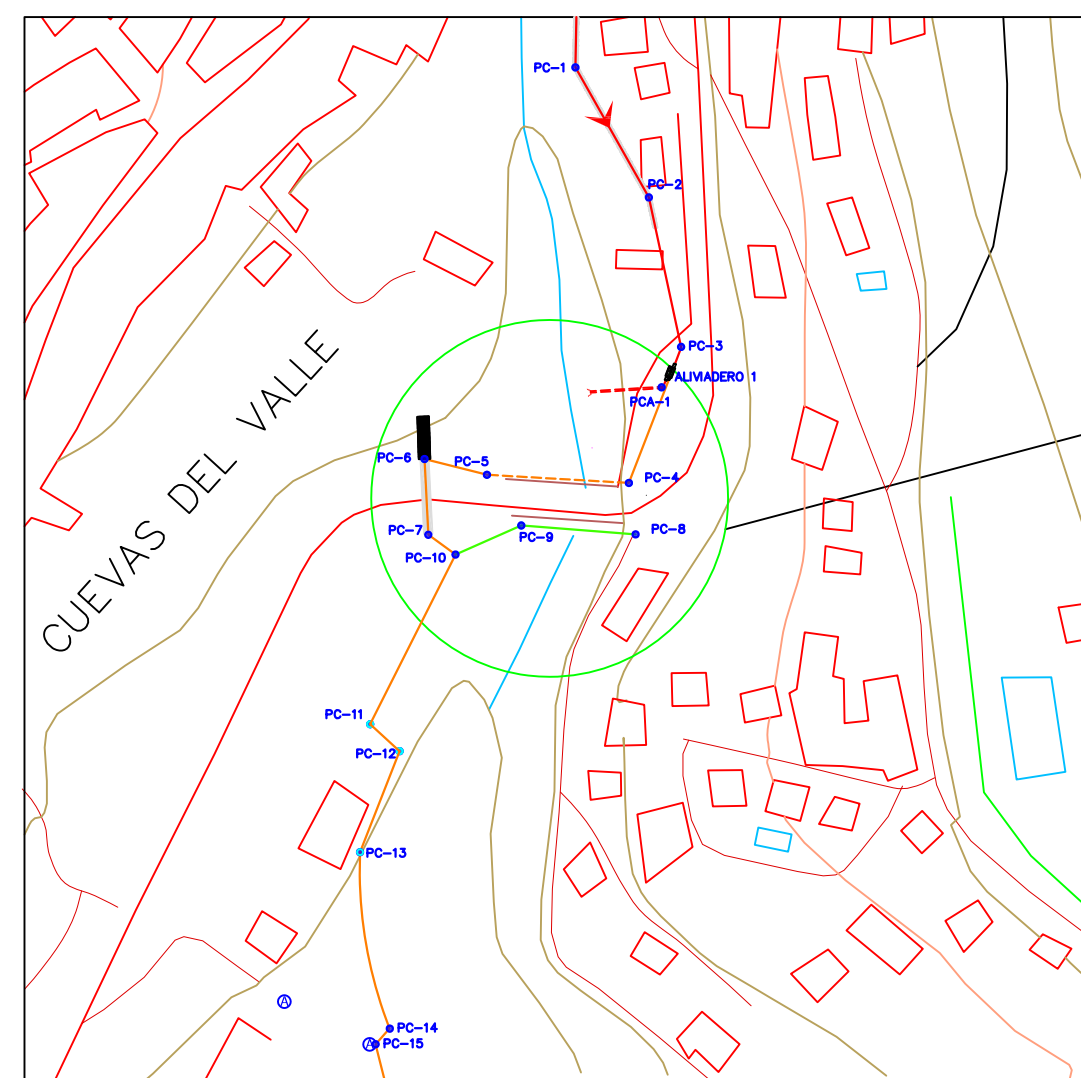 PC-1
PC-2
PC-3
ALIVIADERO 1
PCA-1
CUEVAS DEL VALLE
PC-6
PC-5
PC-4
PC-7
PC-9
PC-8
PC-10
PC-11
PC-12
PC-13
A
PC-14
A
PC-15